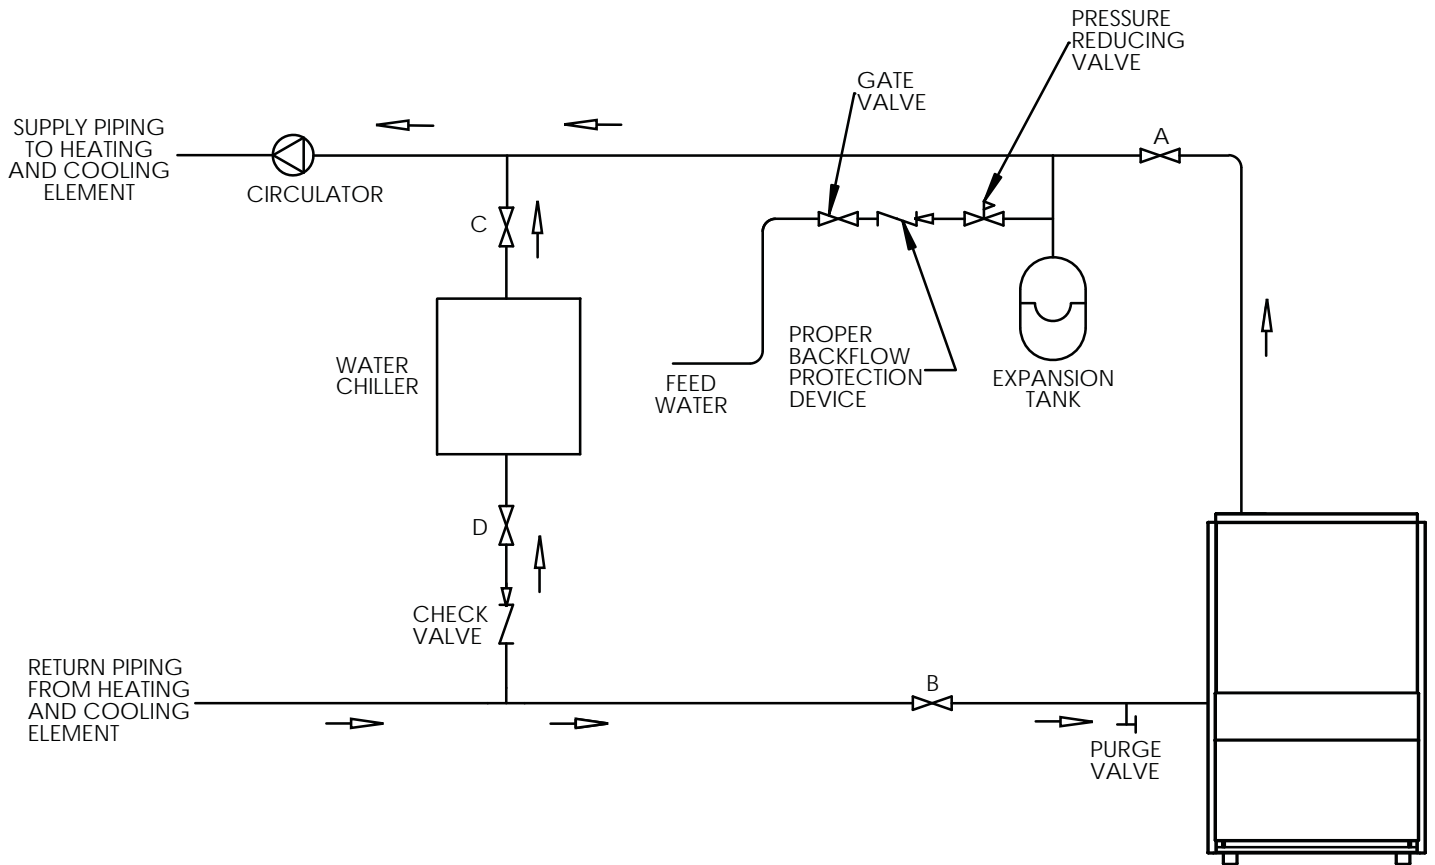 PRESSURE
REDUCING
VALVE
GATE
VALVE
SUPPLY PIPING
TO HEATING
AND COOLING
ELEMENT
CIRCULATOR
A
C
WATER
CHILLER
FEED
WATER
PROPER
BACKFLOW
PROTECTION
DEVICE
EXPANSION
TANK
D
CHECK
VALVE
RETURN PIPING
FROM HEATING
AND COOLING
ELEMENT
B
PURGE
VALVE